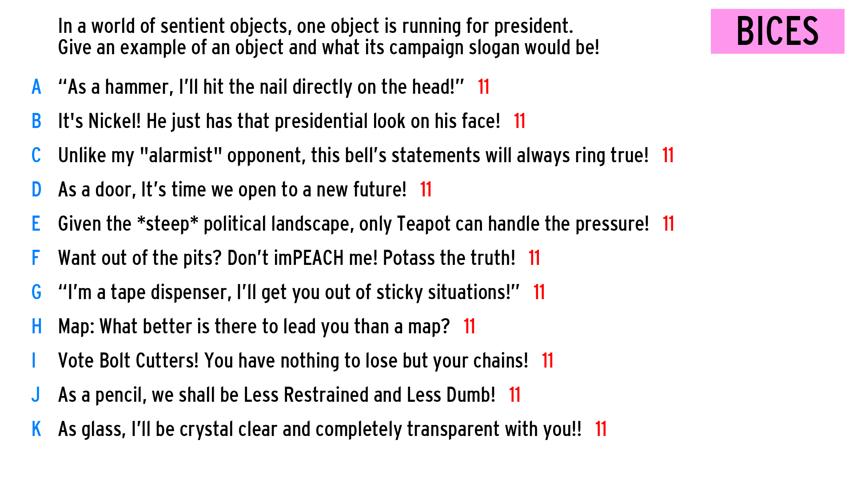 In a world of sentient objects, one object is running for president.
Give an example of an object and what its campaign slogan would be!
BICES
A “As a hammer, I’ll hit the nail directly on the head!” 11
B It's Nickel! He just has that presidential look on his face! 11
C Unlike my "alarmist" opponent, this bell’s statements will always ring true! 11
D As a door, It’s time we open to a new future! 11
E Given the *steep* political landscape, only Teapot can handle the pressure! 11
F Want out of the pits? Don’t imPEACH me! Potass the truth! 11
G “I’m a tape dispenser, I’ll get you out of sticky situations!” 11
H Map: What better is there to lead you than a map? 11
I Vote Bolt Cutters! You have nothing to lose but your chains! 11
J As a pencil, we shall be Less Restrained and Less Dumb! 11
K As glass, I’ll be crystal clear and completely transparent with you!! 11